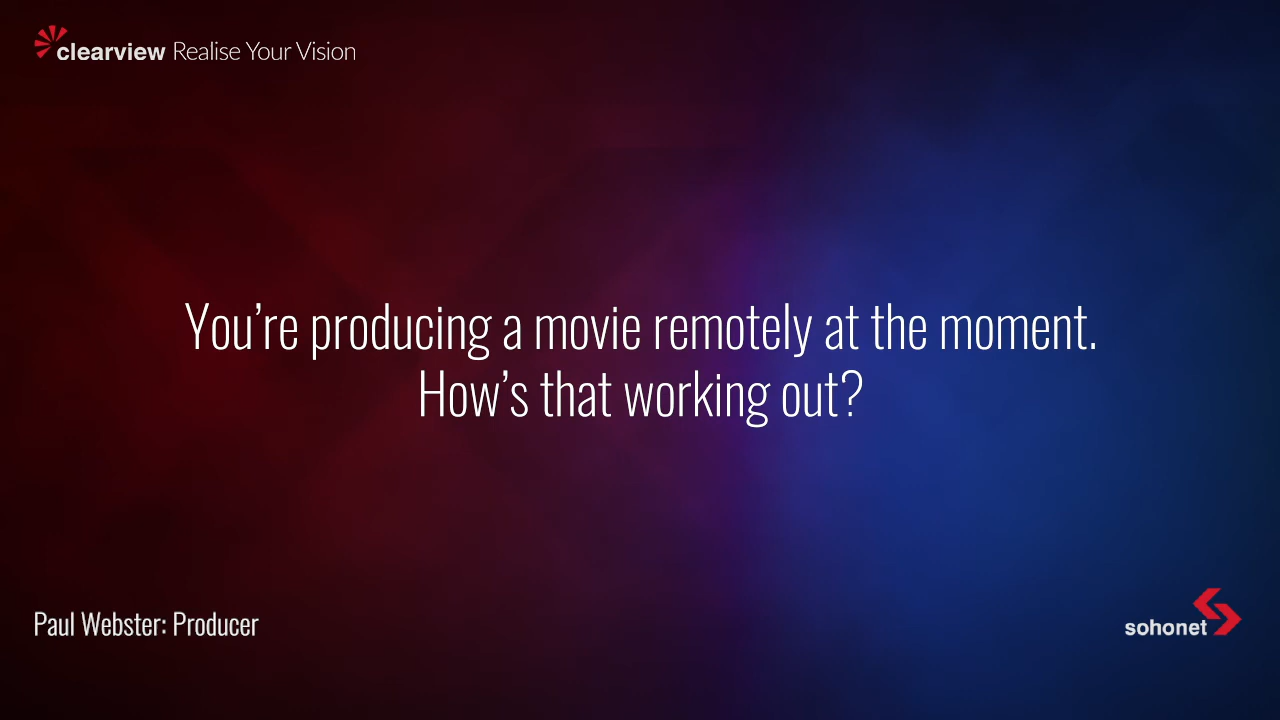 clearview Realise Your Vision
You’re producing a movie remotely at the moment.
How’s that working out?
Paul Webster: Producer
sohonet